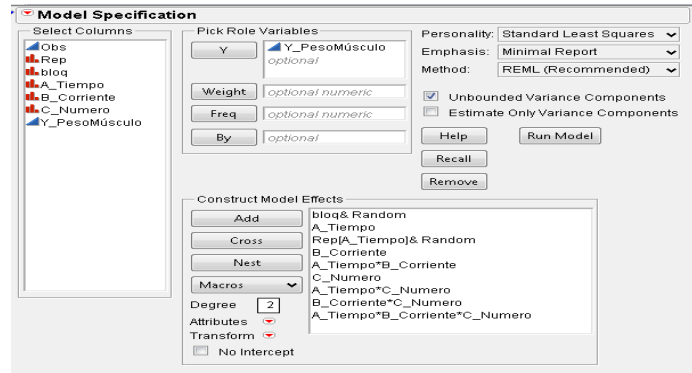 Model Specification
Select Columns
Obs
Rep
bloq
A_Tiempo
B_Corriente
C_Numero
Y_PesoMúsculo
Pick Role Variables
Y
Y_PesoMúsculo
optional
Weight
optional numeric
Freq
optional numeric
By
optional
Personality: Standard Least Squares
Emphasis: Minimal Report
Method: REML (Recommended)
Unbounded Variance Components
Estimate Only Variance Components
Help
Run Model
Recall
Remove
Construct Model Effects
Add
Cross
Nest
Macros
Degree 2
Attributes
Transform
No Intercept
bloq& Random
A_Tiempo
Rep[A_Tiempo]& Random
B_Corriente
A_Tiempo*B_Corriente
C_Numero
A_Tiempo*C_Numero
B_Corriente*C_Numero
A_Tiempo*B_Corriente*C_Numero